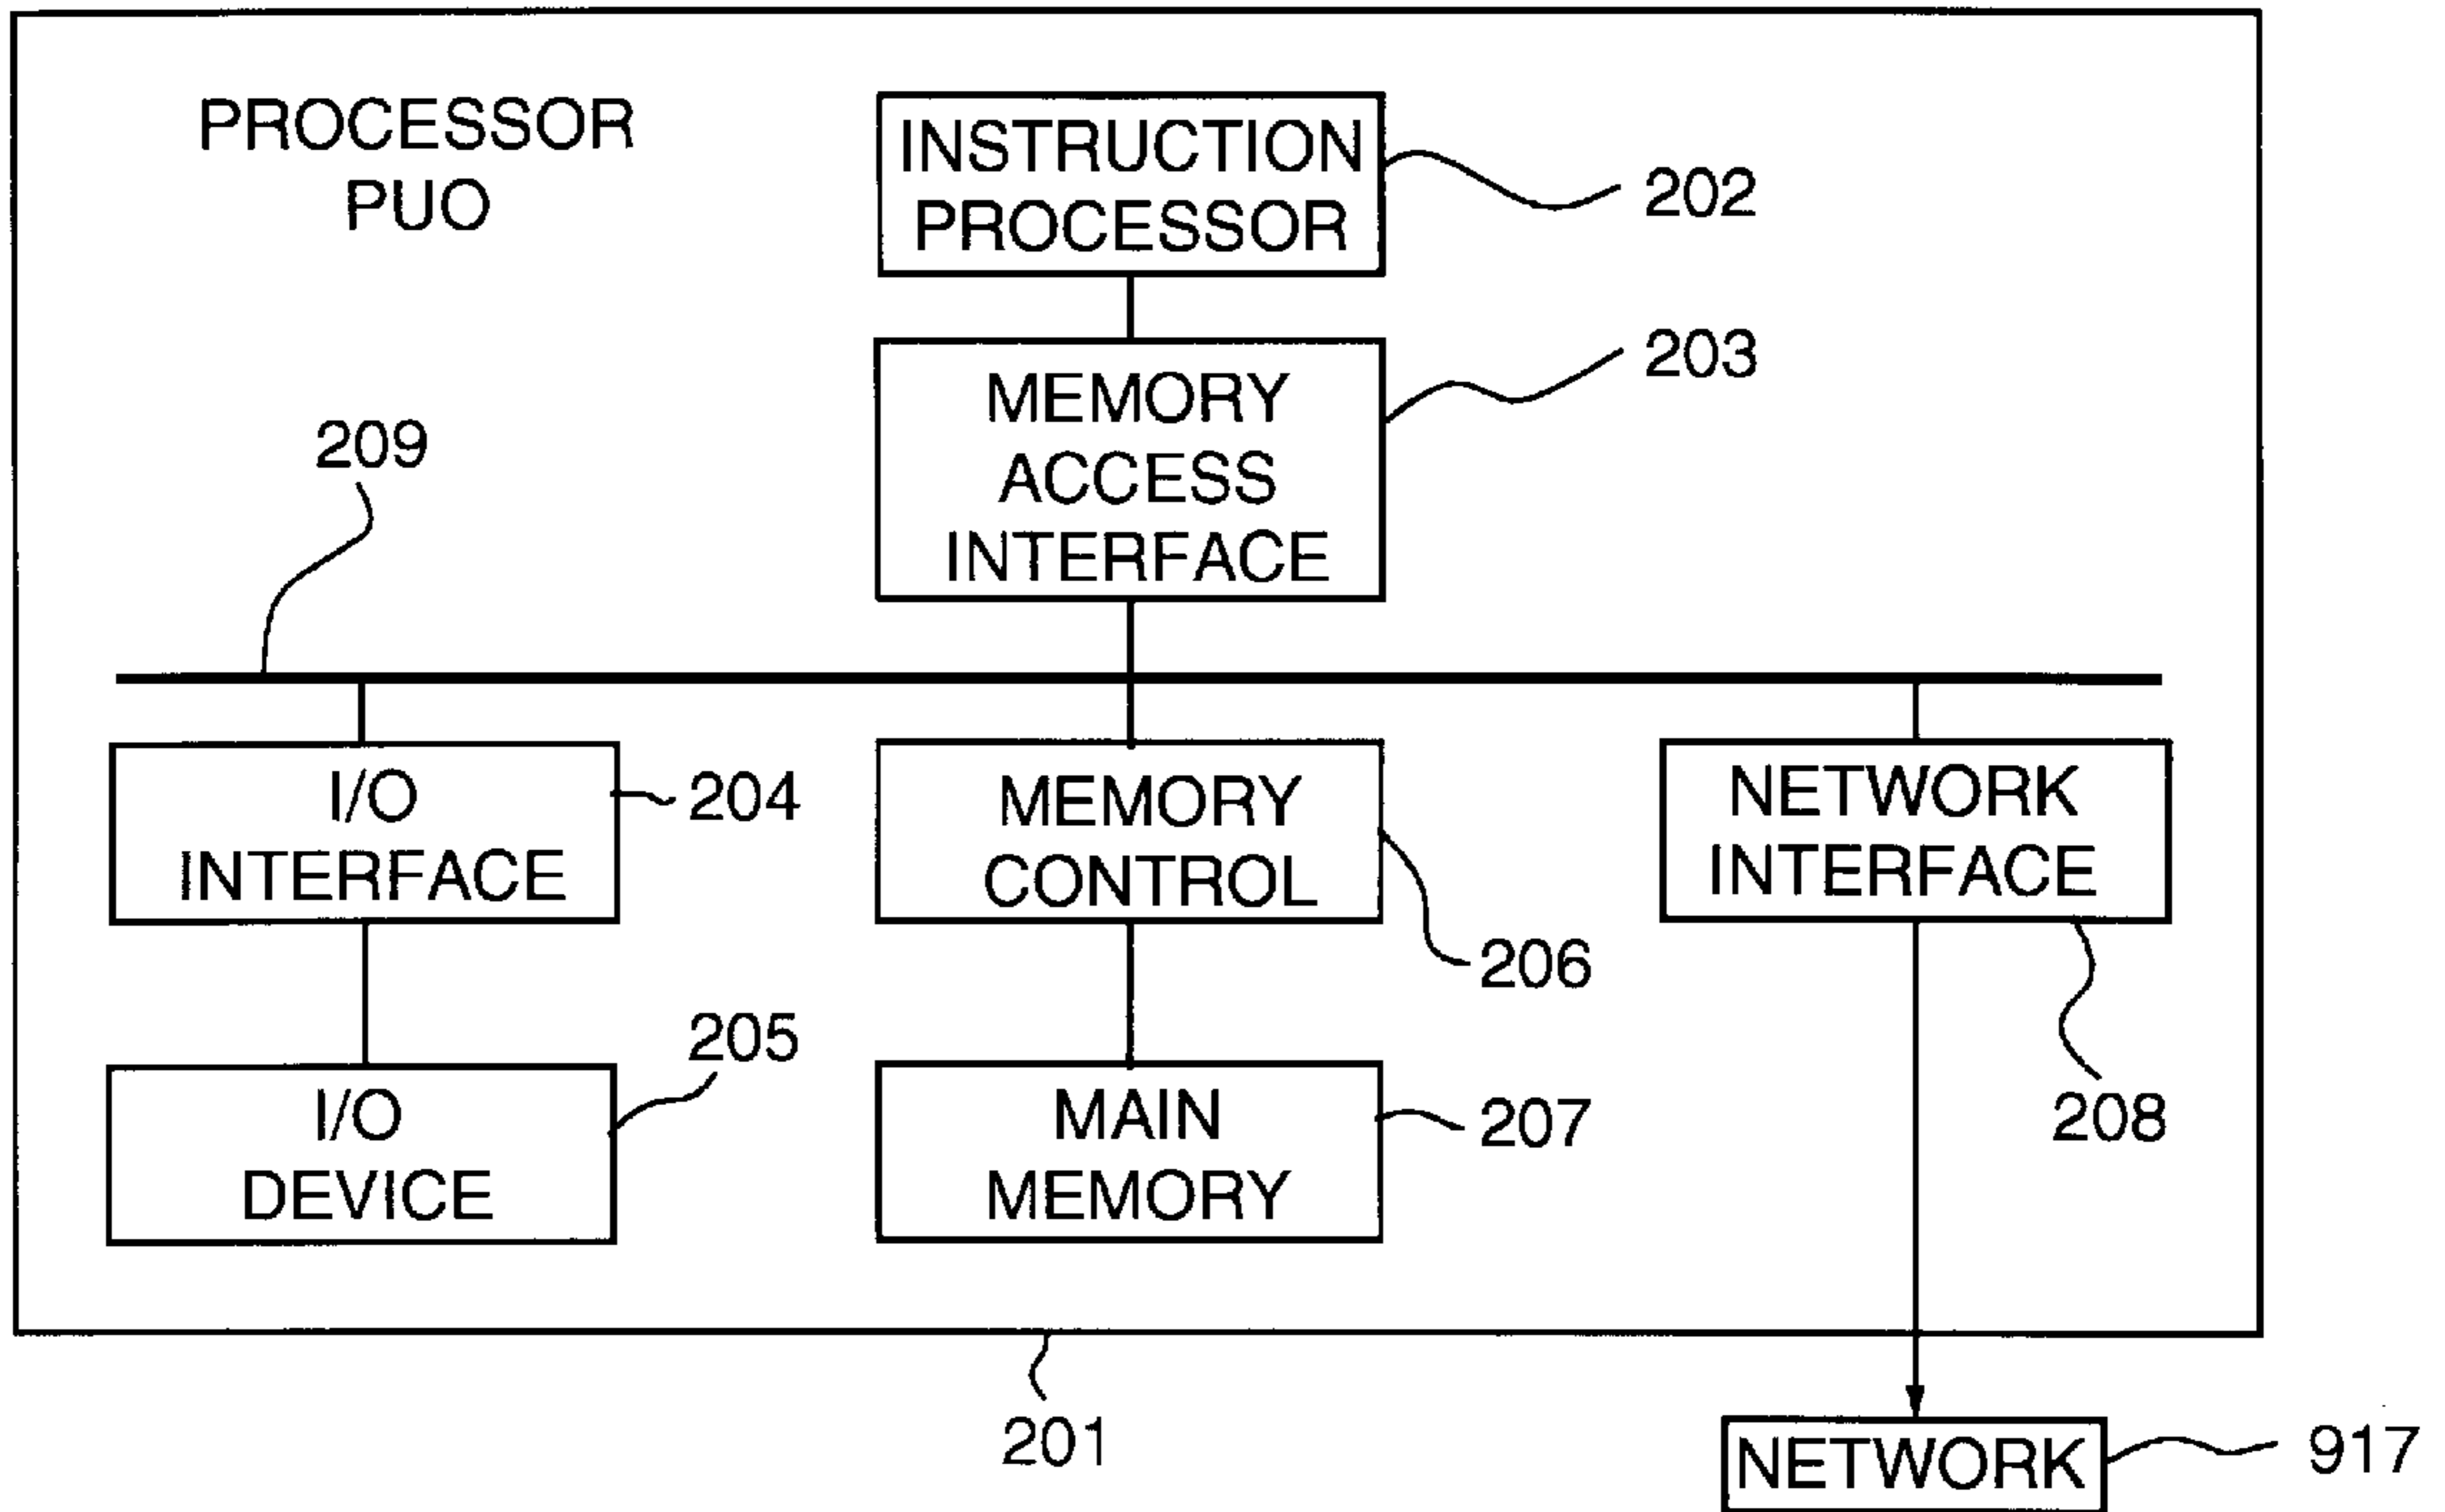 PROCESSOR
PUO
INSTRUCTION
PROCESSOR
202
MEMORY
ACCESS
INTERFACE
203
209
I/O
INTERFACE
204
MEMORY
CONTROL
206
NETWORK
INTERFACE
208
I/O
DEVICE
205
MAIN
MEMORY
207
201
NETWORK
917